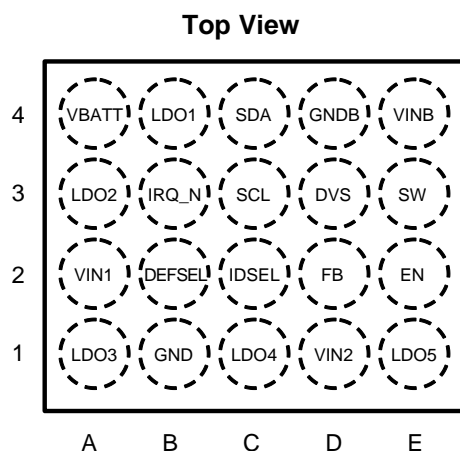 Top View
4 VBATT LDO1 SDA GNDB VINB
3 LDO2 IRQ_N SCL DVS SW
2 VIN1 DEFSEL IDSEL FB EN
1 LDO3 GND LDO4 VIN2 LDO5
A B C D E